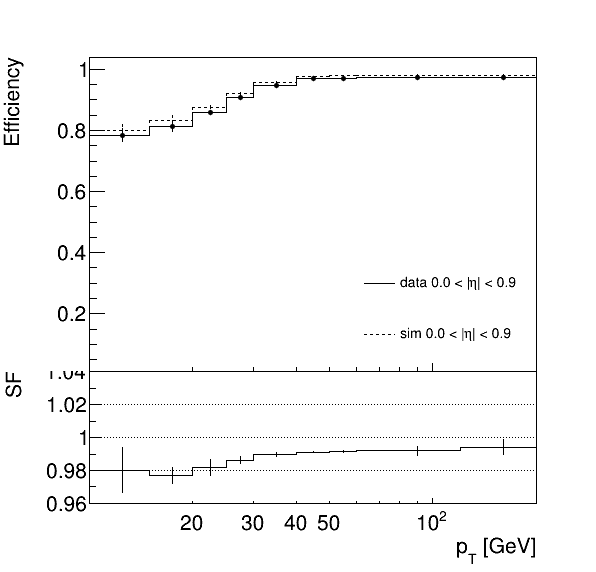 Efficiency
1
0.8
0.6
0.4
0.2
data 0.0 < |η| < 0.9
sim 0.0 < |η| < 0.9
SF
1.04
1.02
1
0.98
0.96
20 30 40 50 10²
p_T [GeV]